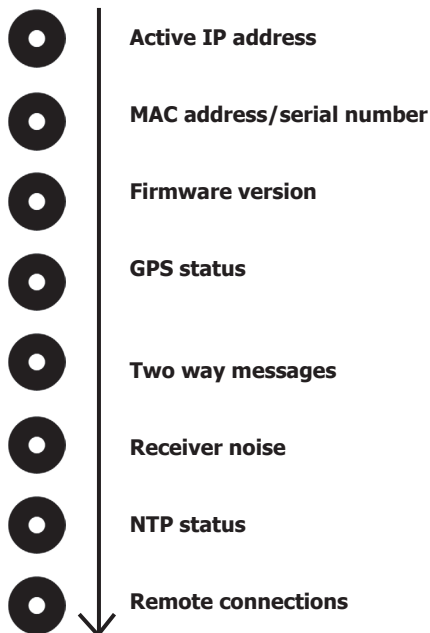 Active IP address
MAC address/serial number
Firmware version
GPS status
Two way messages
Receiver noise
NTP status
Remote connections